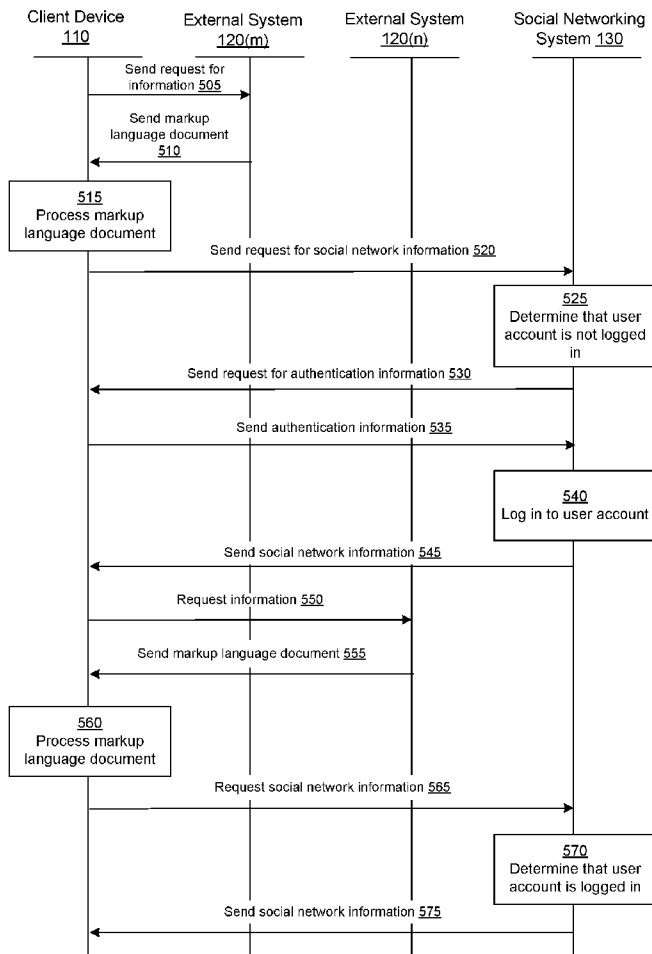 Client Device
110
External System
120(m)
External System
120(n)
Social Networking
System 130
Send request for
information 505
Send markup
language document
510
515
Process markup
language document
Send request for social network information 520
525
Determine that user
account is not logged
in
Send request for authentication information 530
Send authentication information 535
540
Log in to user account
Send social network information 545
Request information 550
Send markup language document 555
560
Process markup
language document
Request social network information 565
570
Determine that user
account is logged in
Send social network information 575